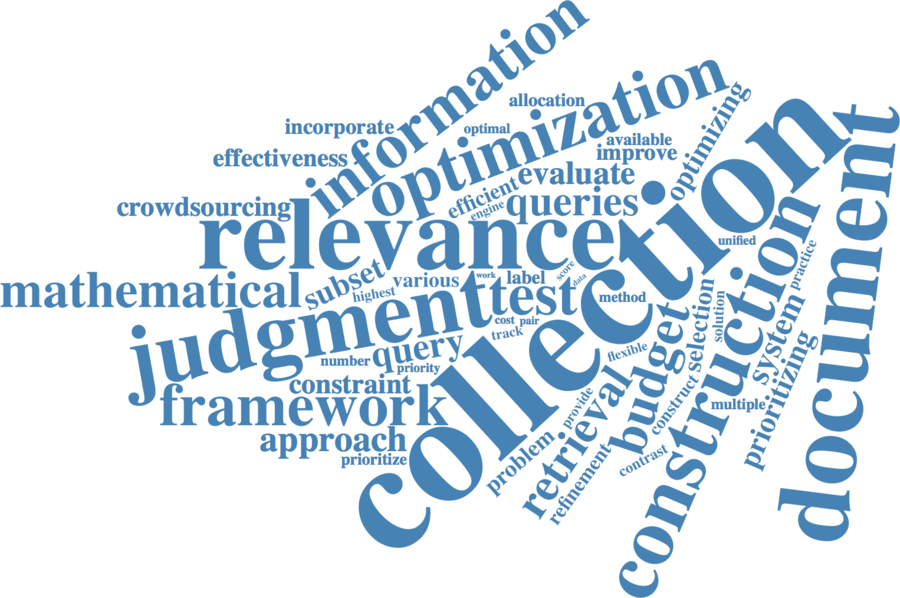 information
optimization
allocation
incorporate
optimal
optimizing
available
effectiveness
improve
evaluate
efficient
engine
queries
crowdsourcing
relevance
collection
document
unified
construction
practice
mathematical
subset
highest
various
work
label
score
data
test
method
judgment
cost
pair
track
solution
system
selection
budget
query
number
priority
flexible
constraint
construct
framework
provide
retrieval
multiple
prioritizing
approach
prioritize
problem
refinement
contrast